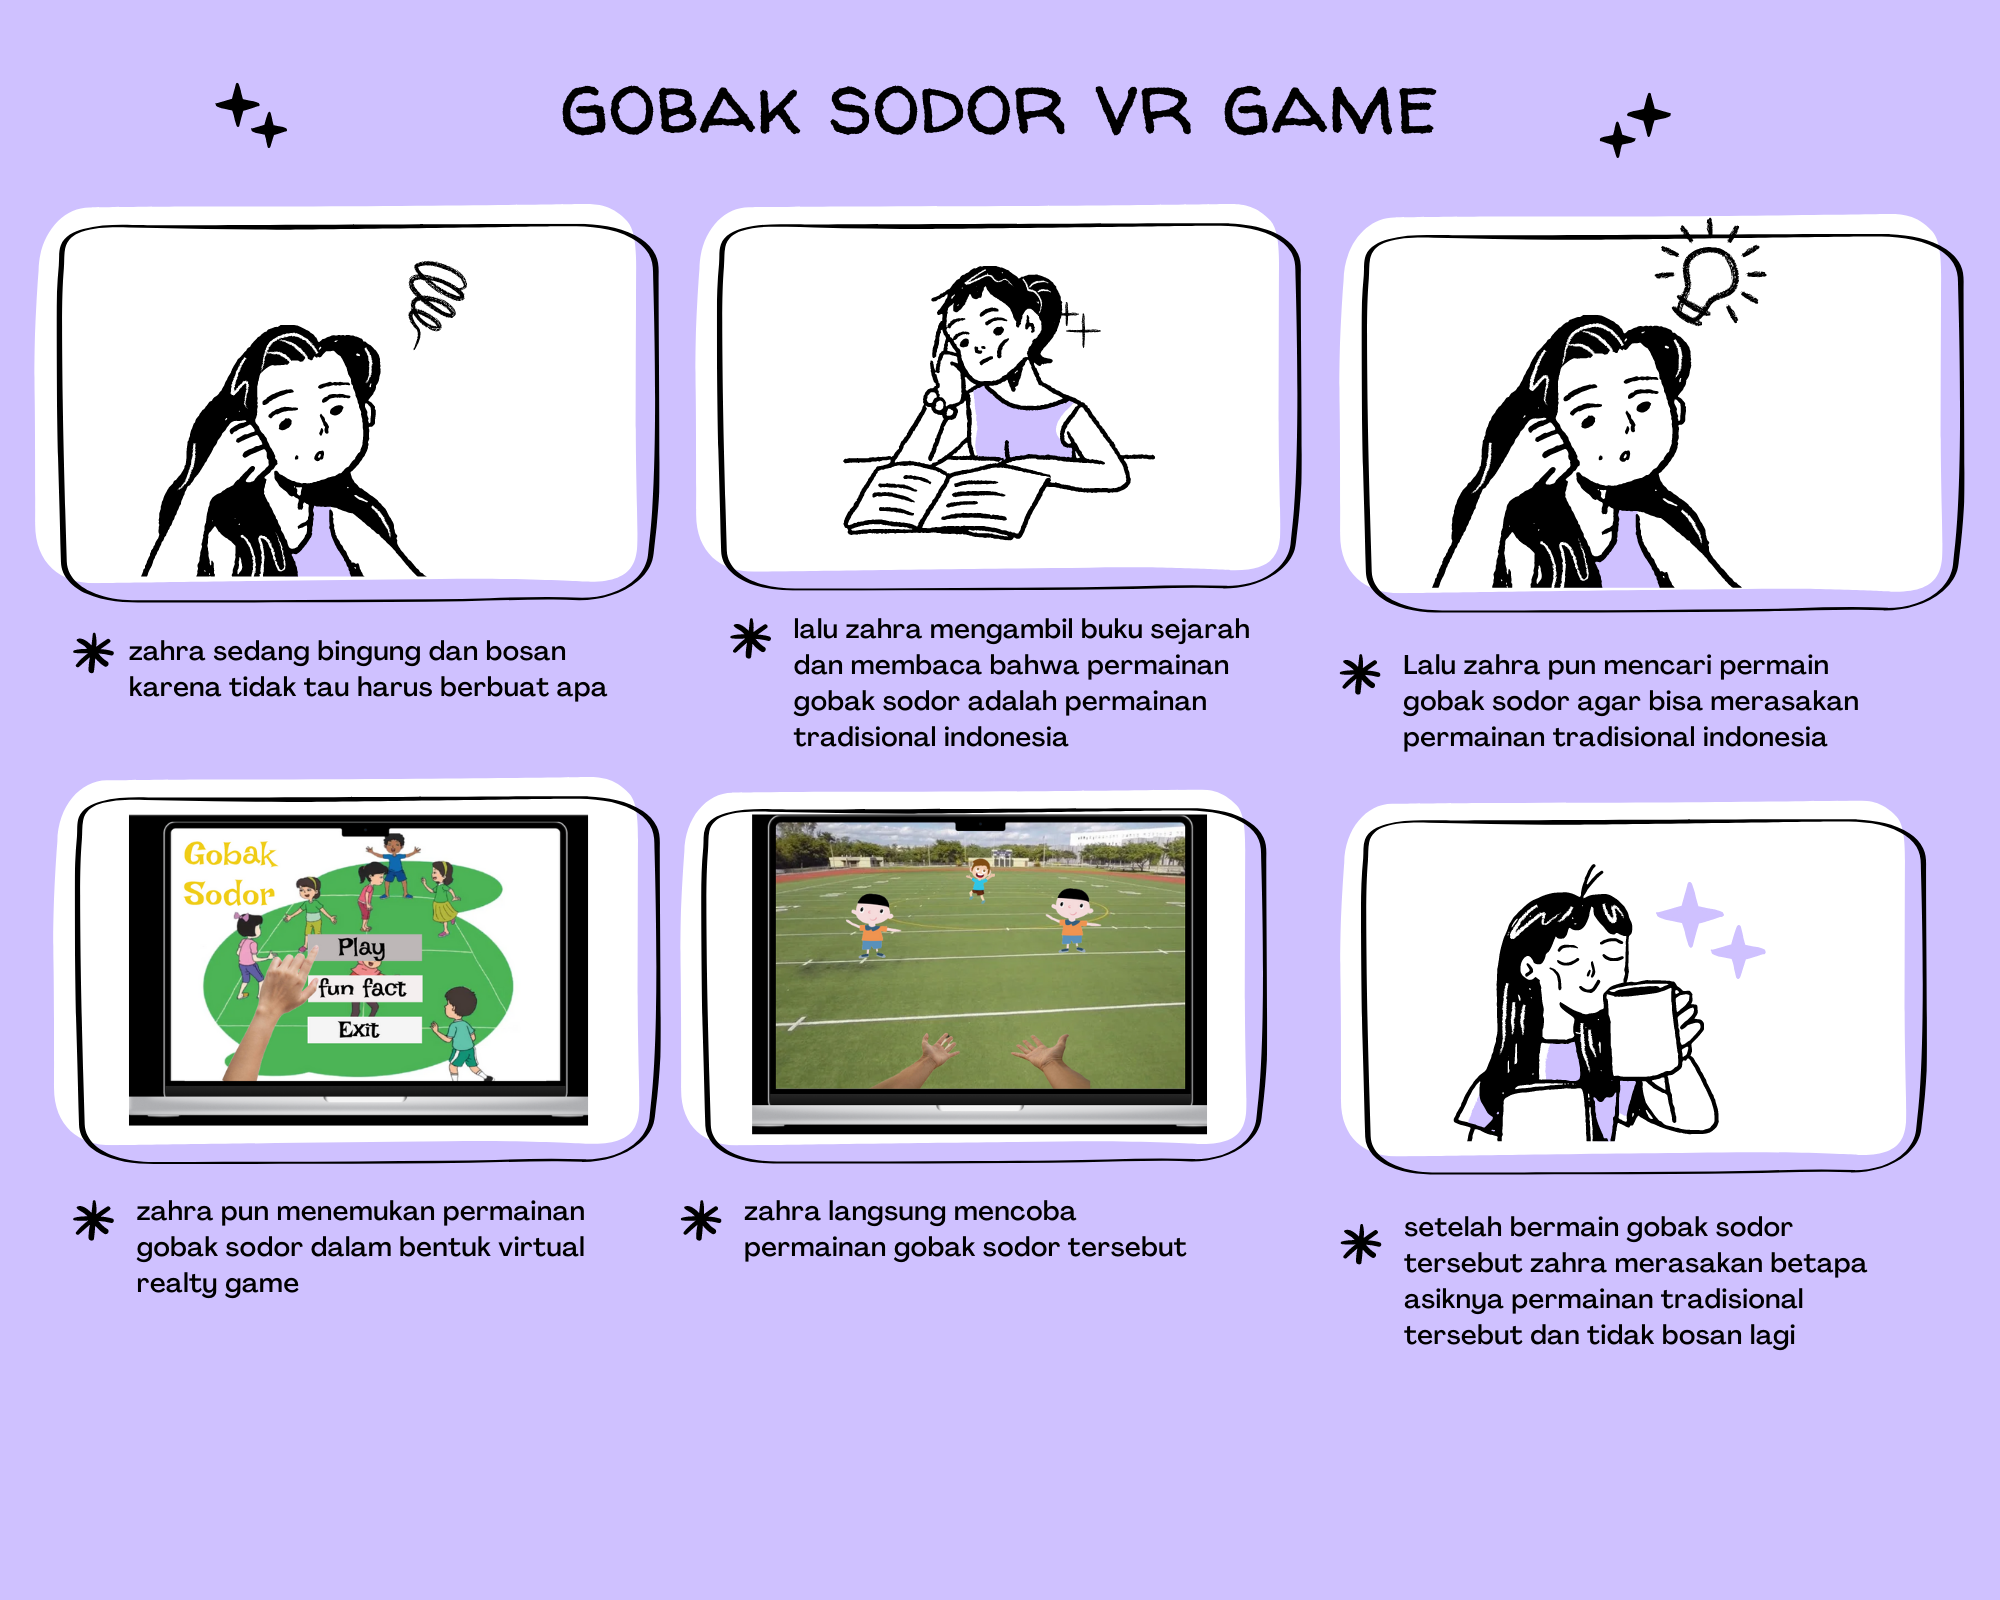 GOBAK SODOR VR GAME
zahra sedang bingung dan bosan
karena tidak tau harus berbuat apa
lalu zahra mengambil buku sejarah
dan membaca bahwa permainan
gobak sodor adalah permainan
tradisional indonesia
Lalu zahra pun mencari permain
gobak sodor agar bisa merasakan
permainan tradisional indonesia
Gobak
Sodor
Play
fun fact
Exit
zahra pun menemukan permainan
gobak sodor dalam bentuk virtual
realty game
zahra langsung mencoba
permainan gobak sodor tersebut
setelah bermain gobak sodor
tersebut zahra merasakan betapa
asiknya permainan tradisional
tersebut dan tidak bosan lagi